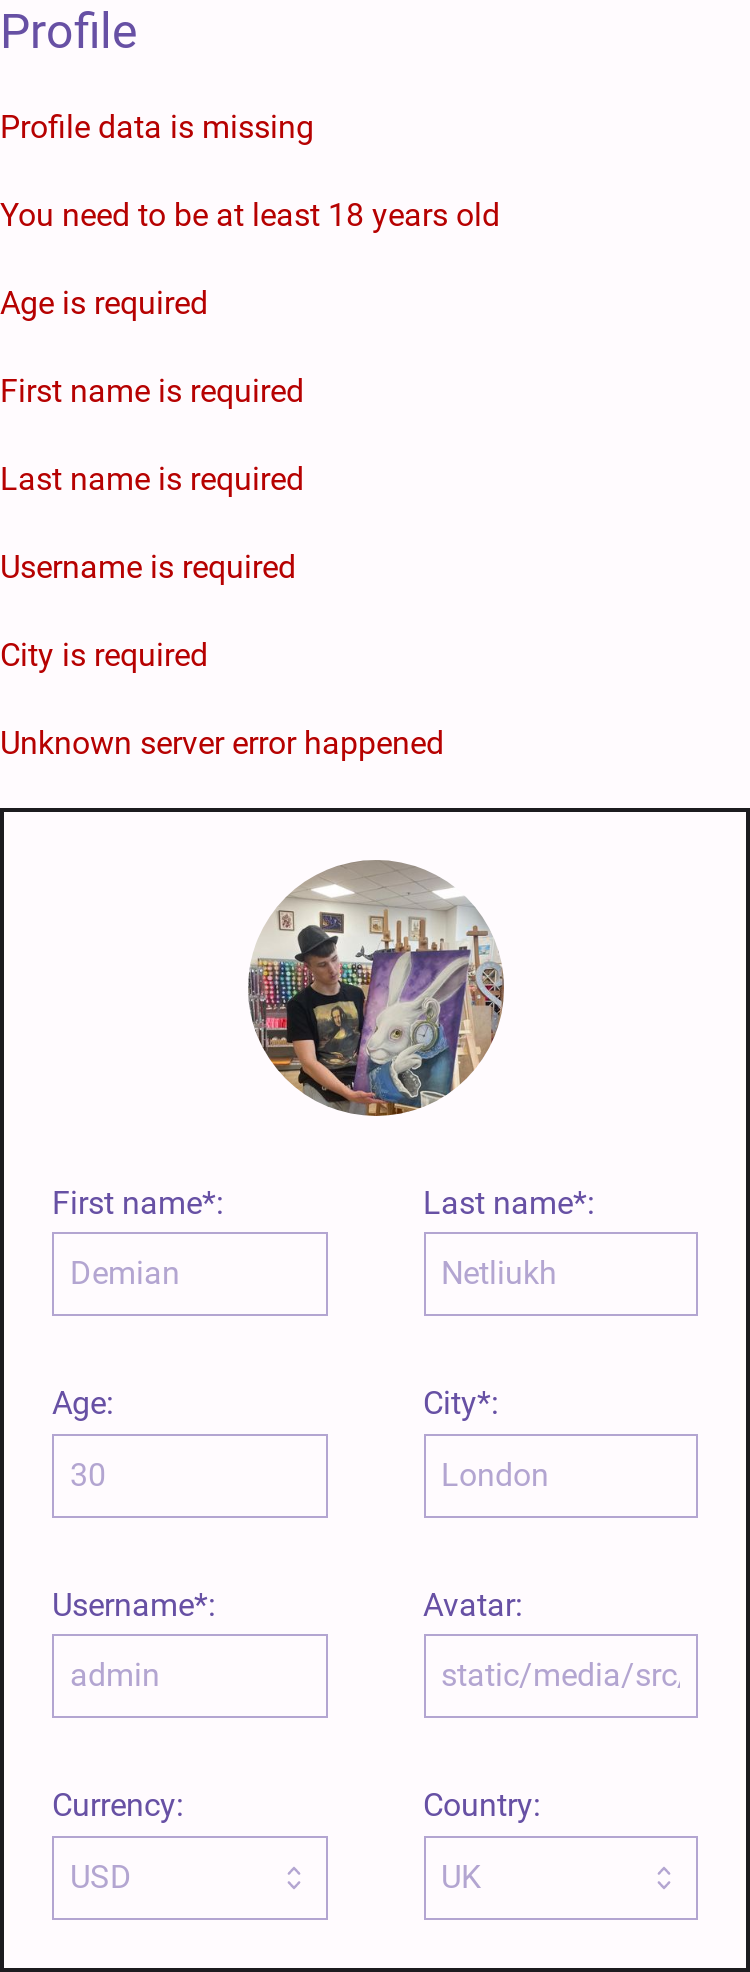 Profile
Profile data is missing
You need to be at least 18 years old
Age is required
First name is required
Last name is required
Username is required
City is required
Unknown server error happened
First name*: Last name*:
Demian Netliukh
Age: City*:
30 London
Username*: Avatar:
admin static/media/src/
Currency: Country:
USD UK